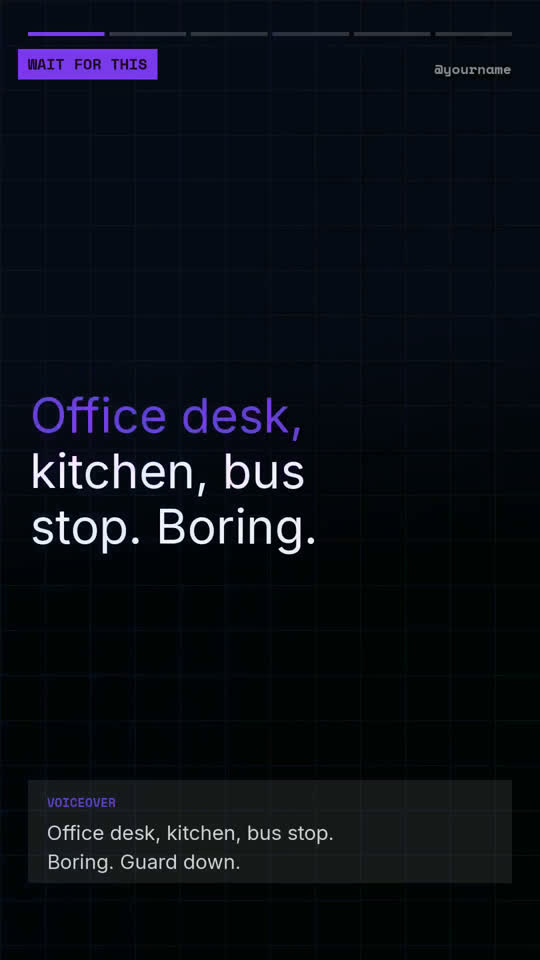 WAIT FOR THIS
@yourname
Office desk,
kitchen, bus
stop. Boring.
VOICEOVER
Office desk, kitchen, bus stop.
Boring. Guard down.